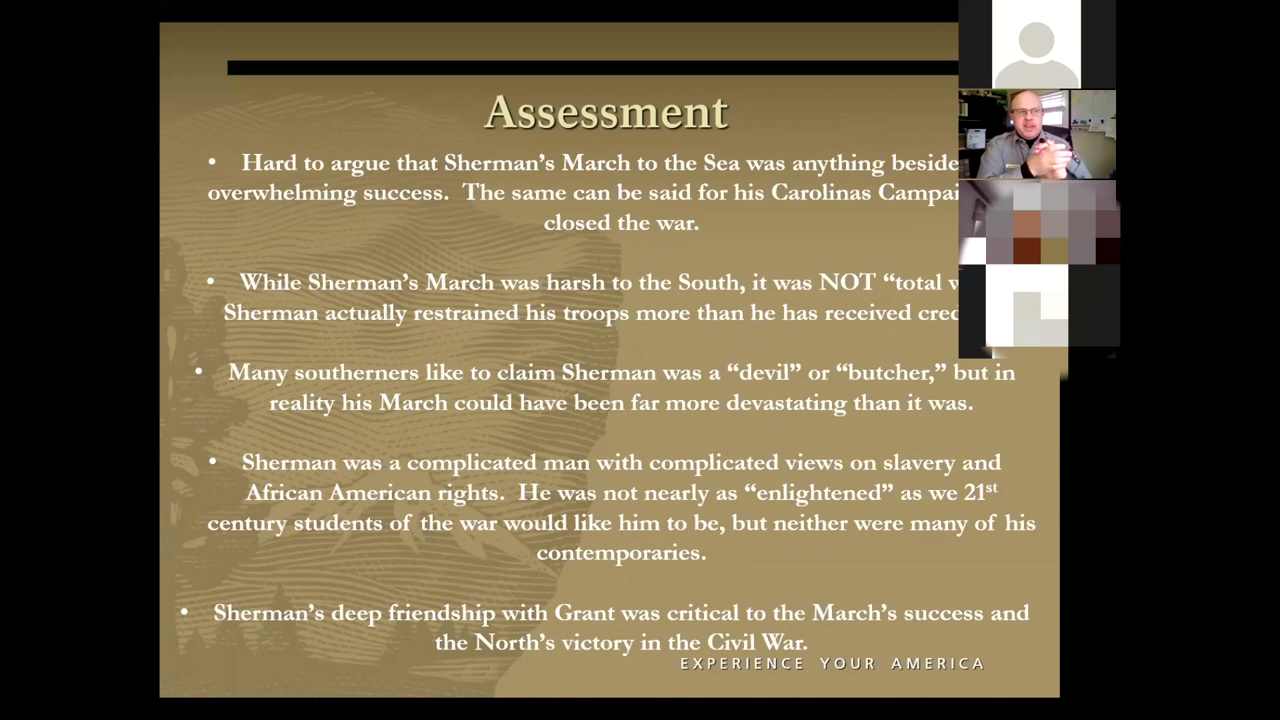 Assessment
• Hard to argue that Sherman’s March to the Sea was anything
overwhelming success. The same can be said for his Carolinas
closed the war.
• While Sherman’s March was harsh to the South, it was NOT “total
Sherman actually restrained his troops more than he has received
• Many southerners like to claim Sherman was a “devil” or “butcher,” but in
reality his March could have been far more devastating than it was.
• Sherman was a complicated man with complicated views on slavery and
African American rights. He was not nearly as “enlightened” as we 21st
century students of the war would like him to be, but neither were many of his
contemporaries.
• Sherman’s deep friendship with Grant was critical to the March’s success and
the North’s victory in the Civil War.
EXPERIENCE YOUR AMERICA